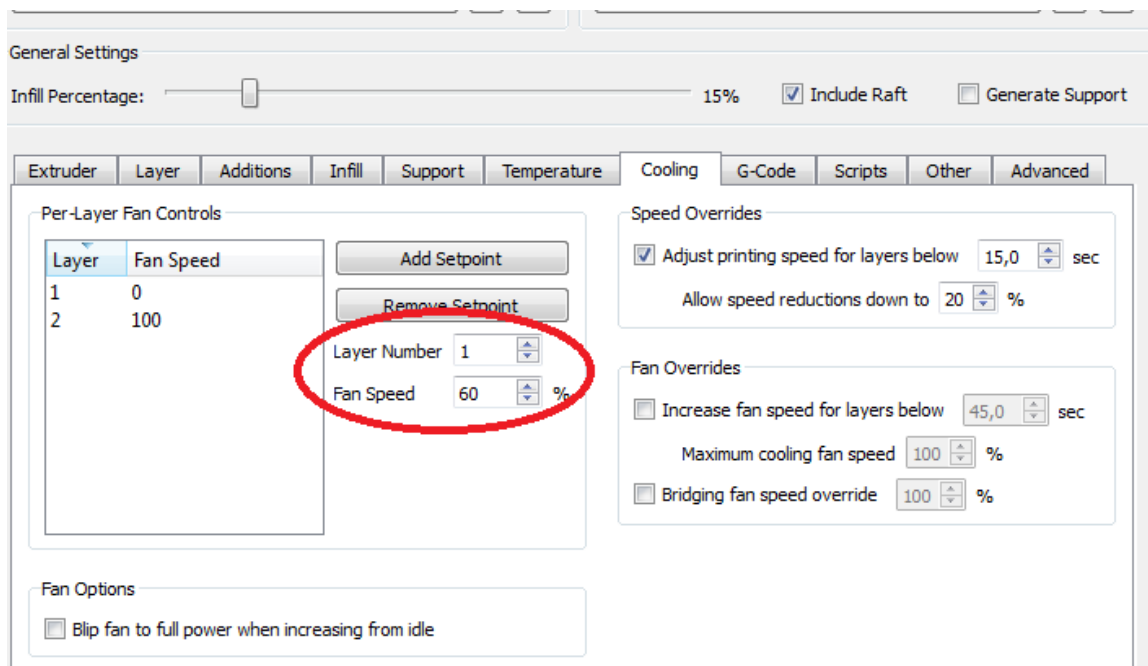 General Settings
Infill Percentage: 15% Include Raft Generate Support
Extruder Layer Additions Infill Support Temperature Cooling G-Code Scripts Other Advanced
Per-Layer Fan Controls
Layer Fan Speed
1 0
2 100
Add Setpoint
Remove Setpoint
Layer Number 1
Fan Speed 60 %
Speed Overrides
Adjust printing speed for layers below 15,0 sec
Allow speed reductions down to 20 %
Fan Overrides
Increase fan speed for layers below 45,0 sec
Maximum cooling fan speed 100 %
Bridging fan speed override 100 %
Fan Options
Blip fan to full power when increasing from idle